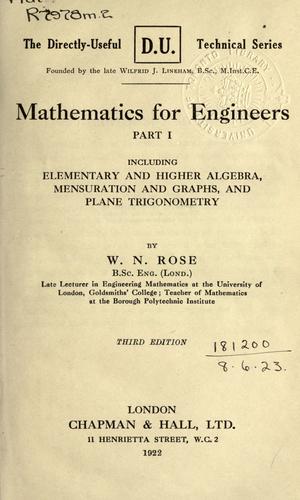 R7978m.2
The Directly-Useful D.U. Technical Series
Founded by the late WILFRID J. LINEHAM, B.Sc., M.Inst.C.E.
Mathematics for Engineers
PART I
INCLUDING
ELEMENTARY AND HIGHER ALGEBRA,
MENSURATION AND GRAPHS, AND
PLANE TRIGONOMETRY
BY
W. N. ROSE
B.Sc. ENG. (LOND.)
Late Lecturer in Engineering Mathematics at the University of
London, Goldsmiths' College; Teacher of Mathematics
at the Borough Polytechnic Institute
THIRD EDITION
181200
8.6.23.
LONDON
CHAPMAN & HALL, LTD.
11 HENRIETTA STREET, W.C. 2
1922